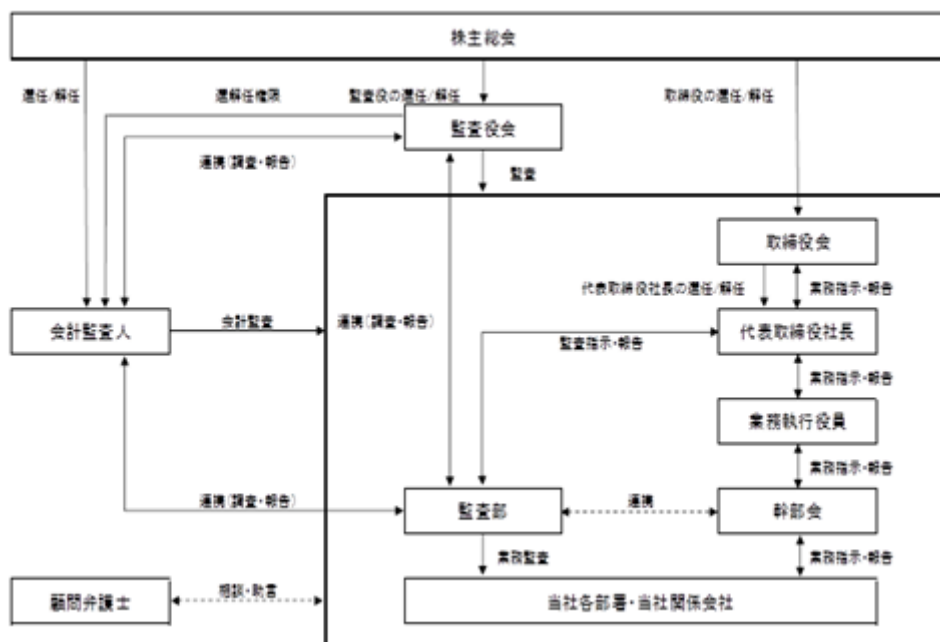 株主総会
選任/解任
選解任権限
監査役の選任/解任
取締役の選任/解任
監査役会
連携(調査・報告)
監査
取締役会
代表取締役社長の選任/解任
業務指示・報告
会計監査人
会計監査
連携(調査・報告)
監査指示・報告
代表取締役社長
業務指示・報告
業務執行役員
業務指示・報告
連携(調査・報告)
監査部
連携
幹部会
業務監査
業務指示・報告
顧問弁護士
相談・助言
当社各部署・当社関係会社